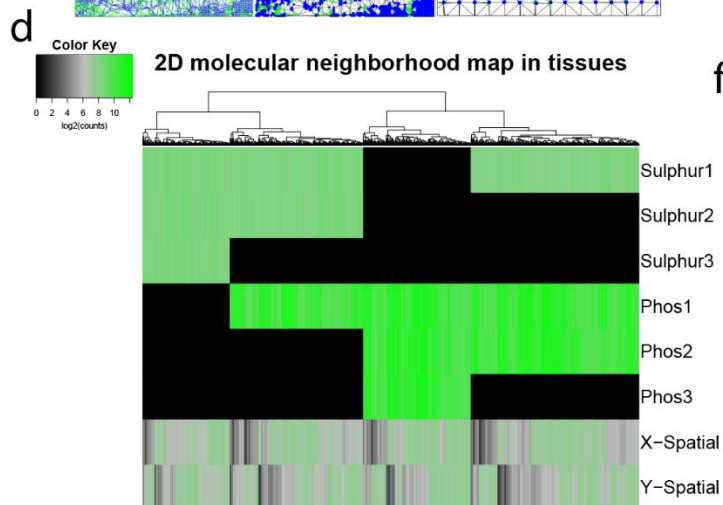 d
Color Key
0 2 4 6 8 10
log2(counts)
2D molecular neighborhood map in tissues
f
Sulphur1
Sulphur2
Sulphur3
Phos1
Phos2
Phos3
X−Spatial
Y−Spatial